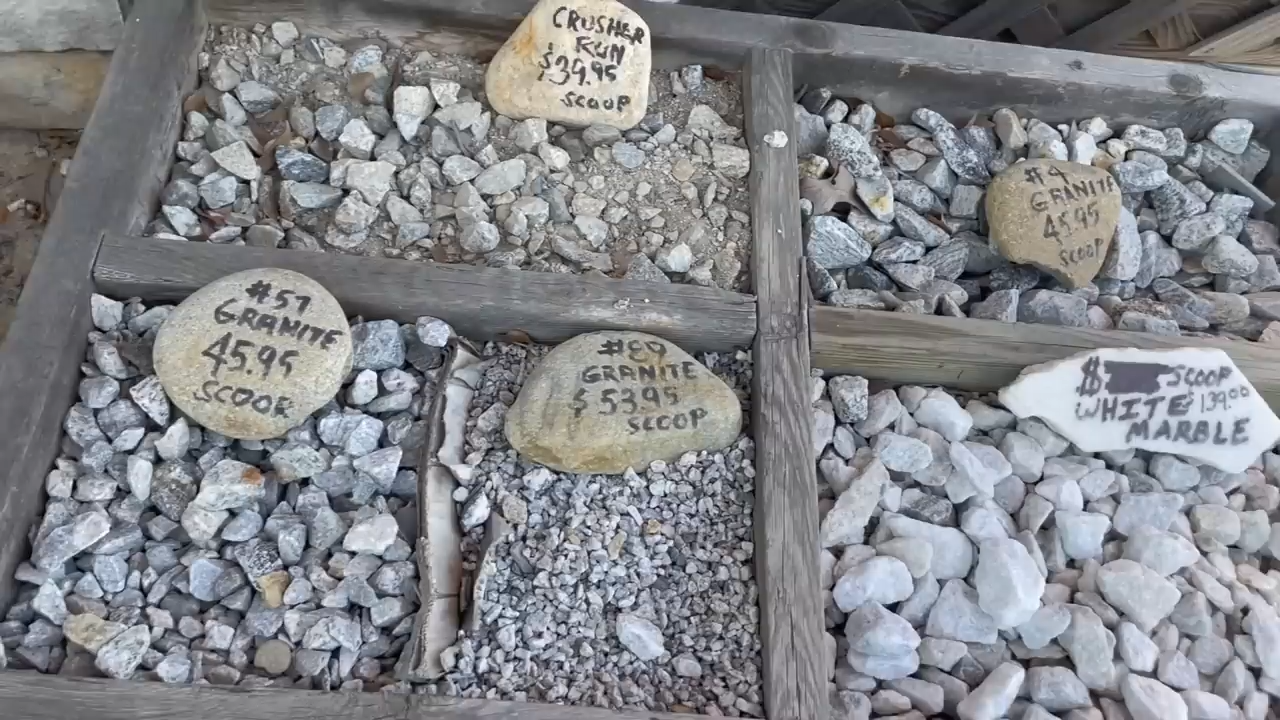 CRUSHER
RUN
$39.95
SCOOP
#4
GRANITE
45.95
SCOOP
#57
GRANITE
45.95
SCOOP
#89
GRANITE
$53.95
SCOOP
$ SCOOP
WHITE 139.00
MARBLE